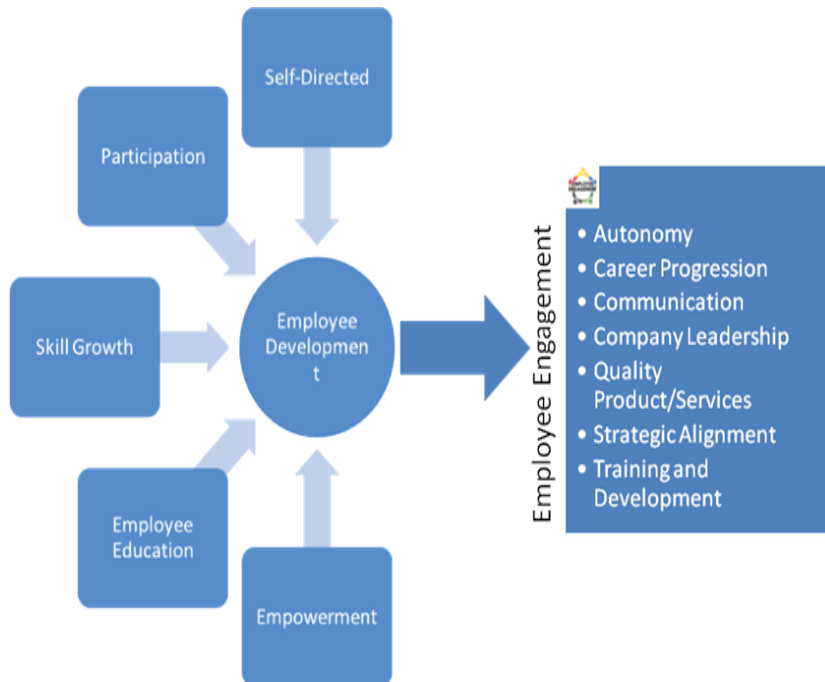 Self-Directed
Participation
Skill Growth
Employee
Education
Empowerment
Employee
Developmen
t
Employee Engagement
• Autonomy
• Career Progression
• Communication
• Company Leadership
• Quality
Product/Services
• Strategic Alignment
• Training and
Development